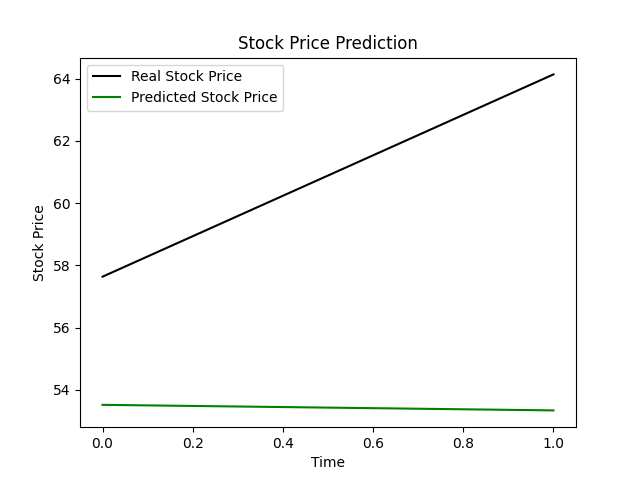 Stock Price Prediction
Real Stock Price
Predicted Stock Price
Stock Price
64
62
60
58
56
54
0.0 0.2 0.4 0.6 0.8 1.0
Time